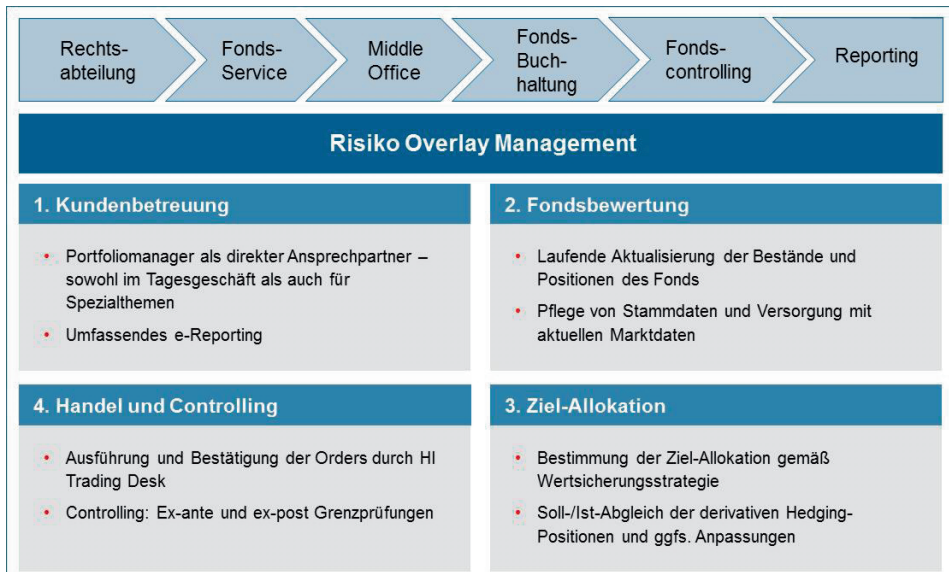 Rechts-
abteilung
Fonds-
Service
Middle
Office
Fonds-
Buch-
haltung
Fonds-
controlling
Reporting
Risiko Overlay Management
1. Kundenbetreuung
• Portfoliomanager als direkter Ansprechpartner –
sowohl im Tagesgeschäft als auch für
Spezialthemen
• Umfassendes e-Reporting
2. Fondsbewertung
• Laufende Aktualisierung der Bestände und
Positionen des Fonds
• Pflege von Stammdaten und Versorgung mit
aktuellen Marktdaten
4. Handel und Controlling
• Ausführung und Bestätigung der Orders durch HI
Trading Desk
• Controlling: Ex-ante und ex-post Grenzprüfungen
3. Ziel-Allokation
• Bestimmung der Ziel-Allokation gemäß
Wertsicherungsstrategie
• Soll-/Ist-Abgleich der derivativen Hedging-
Positionen und ggfs. Anpassungen